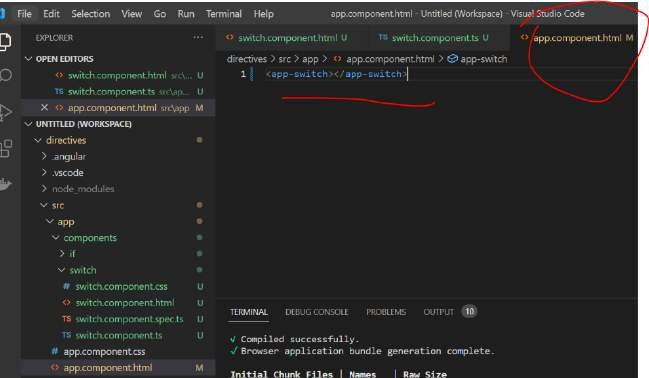 File Edit Selection View Go Run Terminal Help app.component.html - Untitled (Workspace) - Visual Studio Code
EXPLORER ...
<> switch.component.html U TS switch.component.ts U <> app.component.html M
directives > src > app > <> app.component.html > app-switch
OPEN EDITORS
<> switch.component.html src\... U
TS switch.component.ts src\ap... U
X <> app.component.html src\app M
1 <app-switch></app-switch>
UNTITLED (WORKSPACE)
directives
> .angular
> .vscode
> node_modules
src
app
components
> if
switch
# switch.component.css U
<> switch.component.html U
TS switch.component.spec.ts U
TS switch.component.ts U
# app.component.css
<> app.component.html M
TERMINAL DEBUG CONSOLE PROBLEMS OUTPUT 10
√ Compiled successfully.
√ Browser application bundle generation complete.
Initial Chunk Files | Names | Raw Size